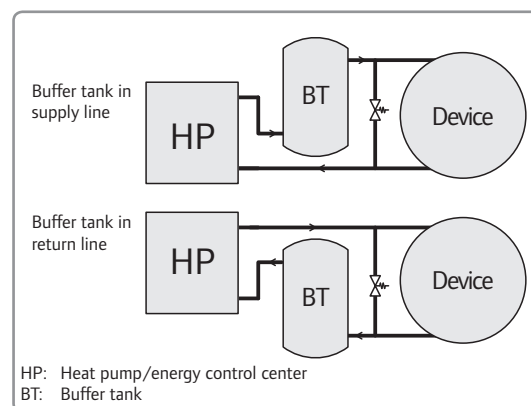 Buffer tank in
supply line
HP
BT
Device
Buffer tank in
return line
HP
BT
Device
HP: Heat pump/energy control center
BT: Buffer tank